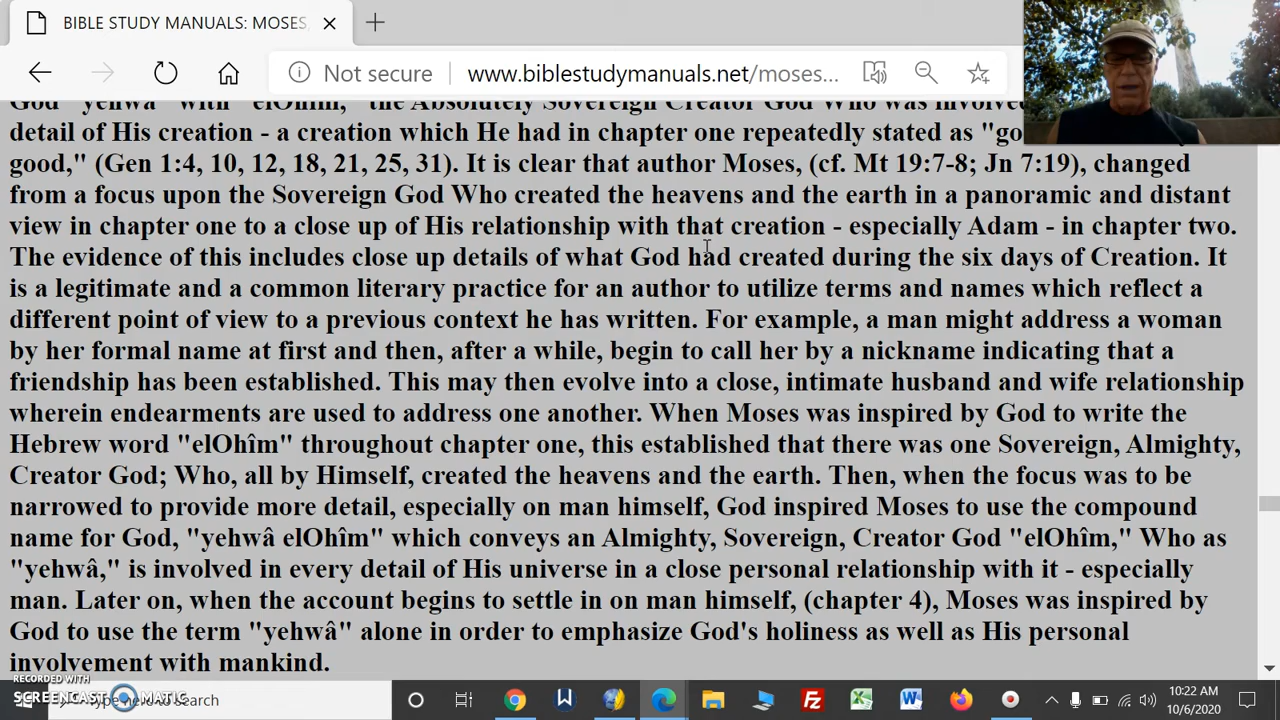 BIBLE STUDY MANUALS: MOSES,
Not secure www.biblestudymanuals.net/moses...
God "yehwâ" with "elOhîm," the Absolutely Sovereign Creator God Who was involved
detail of His creation - a creation which He had in chapter one repeatedly stated as "go
good," (Gen 1:4, 10, 12, 18, 21, 25, 31). It is clear that author Moses, (cf. Mt 19:7-8; Jn 7:19), changed
from a focus upon the Sovereign God Who created the heavens and the earth in a panoramic and distant
view in chapter one to a close up of His relationship with that creation - especially Adam - in chapter two.
The evidence of this includes close up details of what God had created during the six days of Creation. It
is a legitimate and a common literary practice for an author to utilize terms and names which reflect a
different point of view to a previous context he has written. For example, a man might address a woman
by her formal name at first and then, after a while, begin to call her by a nickname indicating that a
friendship has been established. This may then evolve into a close, intimate husband and wife relationship
wherein endearments are used to address one another. When Moses was inspired by God to write the
Hebrew word "elOhîm" throughout chapter one, this established that there was one Sovereign, Almighty,
Creator God; Who, all by Himself, created the heavens and the earth. Then, when the focus was to be
narrowed to provide more detail, especially on man himself, God inspired Moses to use the compound
name for God, "yehwâ elOhîm" which conveys an Almighty, Sovereign, Creator God "elOhîm," Who as
"yehwâ," is involved in every detail of His universe in a close personal relationship with it - especially
man. Later on, when the account begins to settle in on man himself, (chapter 4), Moses was inspired by
God to use the term "yehwâ" alone in order to emphasize God's holiness as well as His personal
involvement with mankind.
RECORDED WITH
SCREENCAST MATIC
Type here to search
10:22 AM
10/6/2020